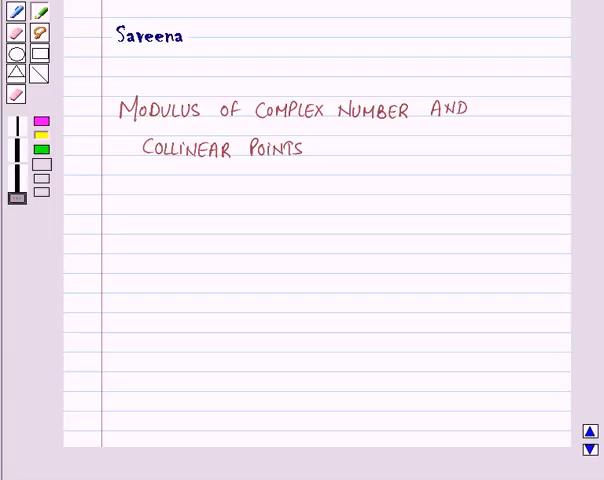 Saveena
MODULUS OF COMPLEX NUMBER AND
COLLINEAR POINTS